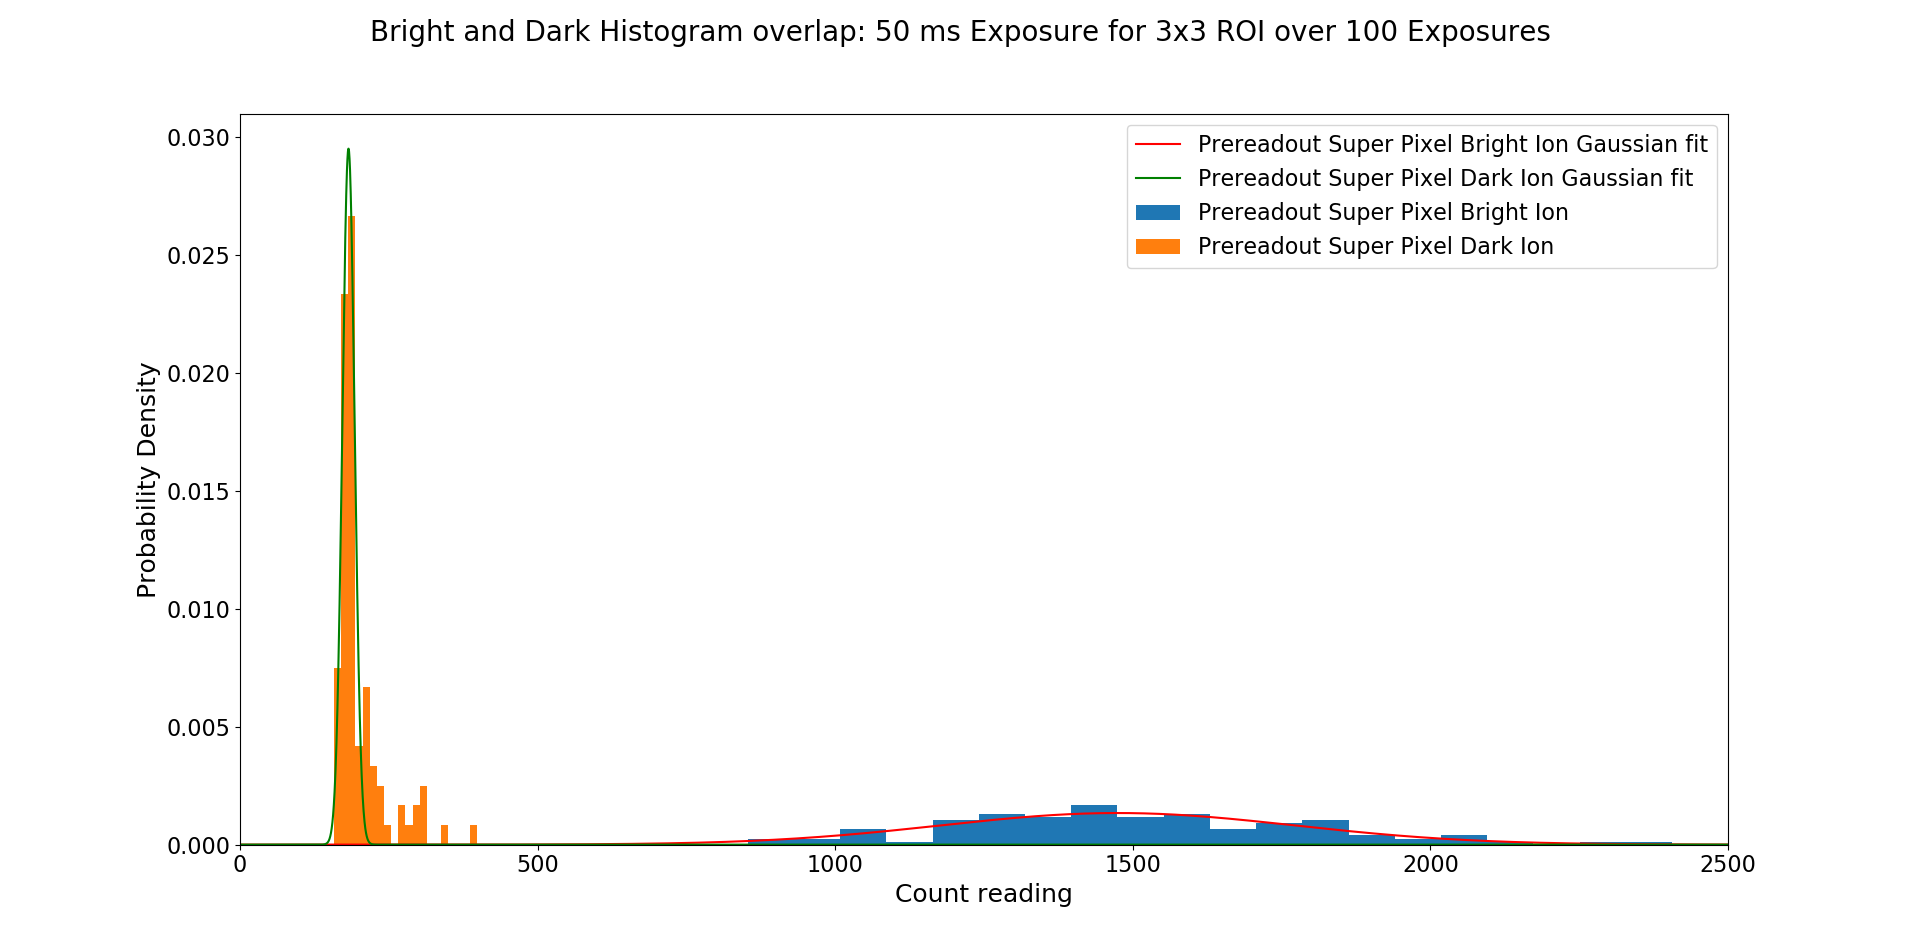 Bright and Dark Histogram overlap: 50 ms Exposure for 3x3 ROI over 100 Exposures
Prereadout Super Pixel Bright Ion Gaussian fit
Prereadout Super Pixel Dark Ion Gaussian fit
Prereadout Super Pixel Bright Ion
Prereadout Super Pixel Dark Ion
Probability Density
0.030
0.025
0.020
0.015
0.010
0.005
0.000
0 500 1000 1500 2000 2500
Count reading